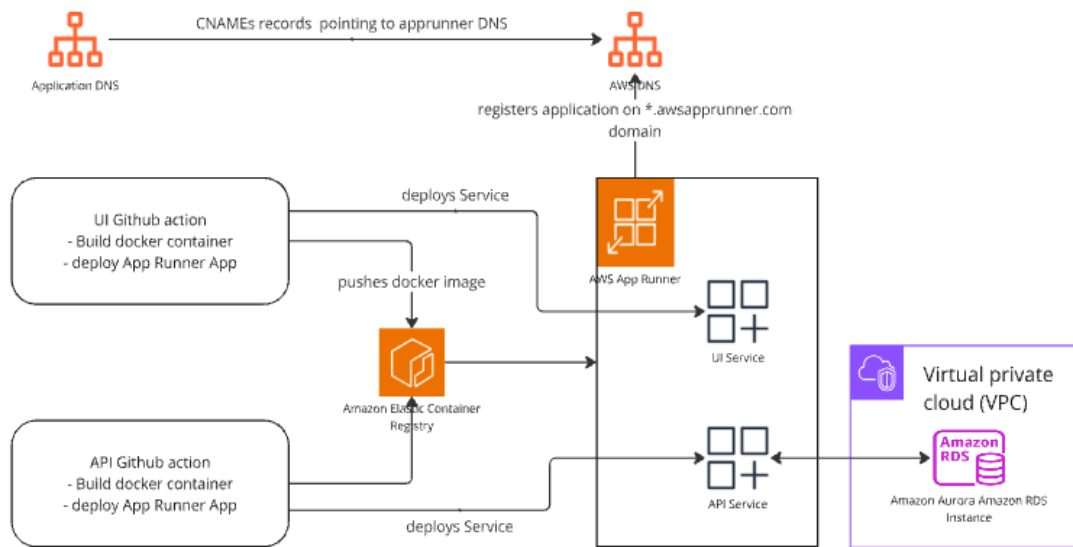 CNAMEs records pointing to apprunner DNS
Application DNS
AWS DNS
registers application on *.awsapprunner.com
domain
UI Github action
- Build docker container
- deploy App Runner App
deploys Service
pushes docker image
AWS App Runner
UI Service
Amazon Elastic Container
Registry
Virtual private
cloud (VPC)
API Github action
- Build docker container
- deploy App Runner App
deploys Service
API Service
Amazon
RDS
Amazon Aurora Amazon RDS
Instance